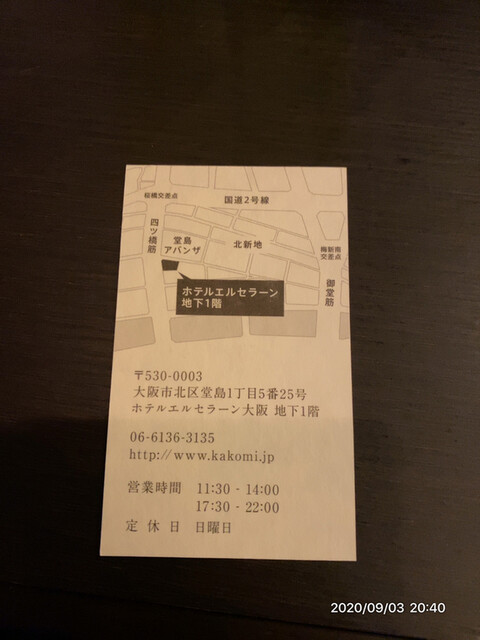 桜橋交差点
国道2号線
四ツ橋筋
堂島
アバンザ
北新地
梅新南
交差点
御堂筋
ホテルエルセラーン
地下1階
〒530-0003
大阪市北区堂島1丁目5番25号
ホテルエルセラーン大阪 地下1階
06-6136-3135
http://www.kakomi.jp
営業時間 11:30 - 14:00
17:30 - 22:00
定 休 日 日曜日
2020/09/03 20:40